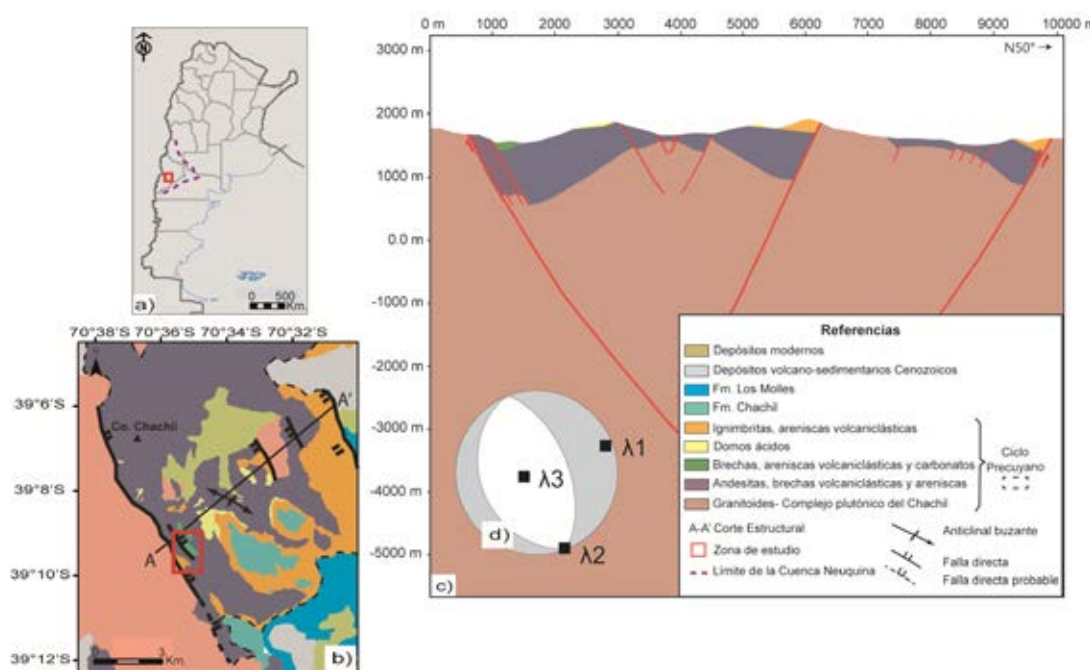 N
0 500
Km.
a)
70°38'S 70°36'S 70°34'S 70°32'S
39°6'S
39°8'S
39°10'S
39°12'S
A'
Co. Chachil
A
3
Km.
b)
0 m 1000 2000 3000 4000 5000 6000 7000 8000 9000 10000 m
N50° →
3000 m
2000 m
1000 m
0.0 m
-1000 m
-2000 m
-3000 m
-4000 m
-5000 m
c)
λ1
λ3
λ2
d)
Referencias
Depósitos modernos
Depósitos volcano-sedimentarios Cenozoicos
Fm. Los Molles
Fm. Chachil
Ignimbritas, areniscas volcaniclásticas
Domos ácidos
Brechas, areniscas volcaniclásticas y carbonatos
Andesitas, brechas volcaniclásticas y areniscas
Granitoides- Complejo plutónico del Chachil
Ciclo
Precuyano
A-A' Corte Estructural
Zona de estudio
Límite de la Cuenca Neuquina
Anticlinal buzante
Falla directa
Falla directa probable